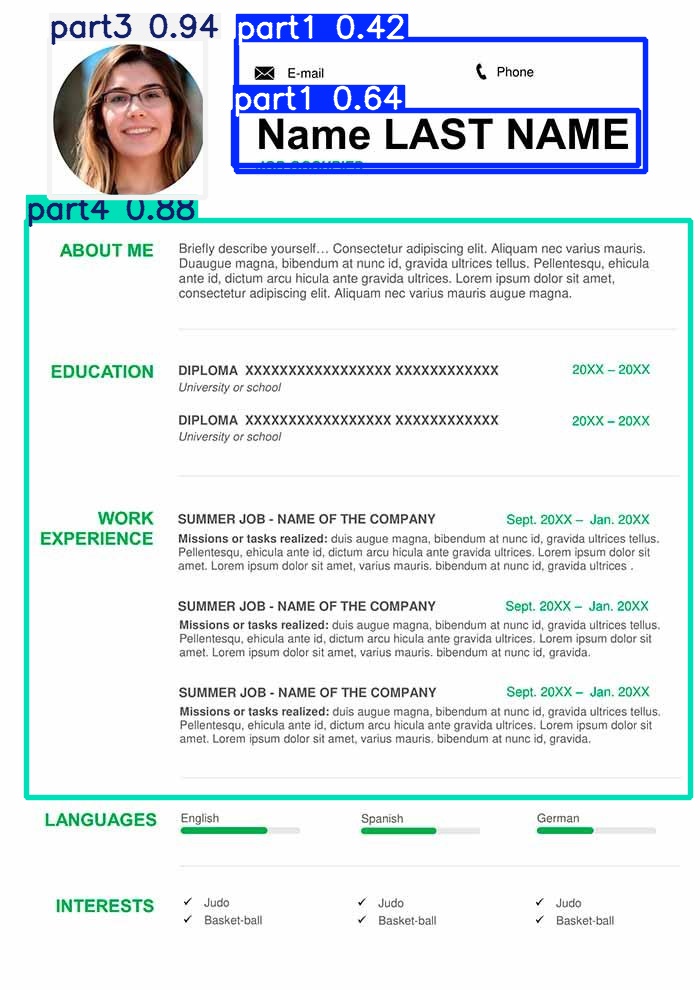 part3 0.94 part1 0.42
E-mail Phone
part1 0.64
Name LAST NAME
JOB OCCUPIED
part4 0.88
ABOUT ME
Briefly describe yourself… Consectetur adipiscing elit. Aliquam nec varius mauris.
Duaugue magna, bibendum at nunc id, gravida ultrices tellus. Pellentesqu, ehicula
ante id, dictum arcu hicula ante gravida ultrices. Lorem ipsum dolor sit amet,
consectetur adipiscing elit. Aliquam nec varius mauris augue magna.
EDUCATION
DIPLOMA XXXXXXXXXXXXXXXXX XXXXXXXXXXXX 20XX – 20XX
University or school
DIPLOMA XXXXXXXXXXXXXXXXX XXXXXXXXXXXX 20XX – 20XX
University or school
WORK
EXPERIENCE
SUMMER JOB - NAME OF THE COMPANY Sept. 20XX – Jan. 20XX
Missions or tasks realized: duis augue magna, bibendum at nunc id, gravida ultrices tellus.
Pellentesqu, ehicula ante id, dictum arcu hicula ante gravida ultrices. Lorem ipsum dolor sit
amet. Lorem ipsum dolor sit amet, varius mauris. bibendum at nunc id, gravida ultrices .
SUMMER JOB - NAME OF THE COMPANY Sept. 20XX – Jan. 20XX
Missions or tasks realized: duis augue magna, bibendum at nunc id, gravida ultrices tellus.
Pellentesqu, ehicula ante id, dictum arcu hicula ante gravida ultrices. Lorem ipsum dolor sit
amet. Lorem ipsum dolor sit amet, varius mauris. bibendum at nunc id, gravida.
SUMMER JOB - NAME OF THE COMPANY Sept. 20XX – Jan. 20XX
Missions or tasks realized: duis augue magna, bibendum at nunc id, gravida ultrices tellus.
Pellentesqu, ehicula ante id, dictum arcu hicula ante gravida ultrices. Lorem ipsum dolor sit
amet. Lorem ipsum dolor sit amet, varius mauris. bibendum at nunc id, gravida.
LANGUAGES
English Spanish German
INTERESTS
✓ Judo ✓ Judo ✓ Judo
✓ Basket-ball ✓ Basket-ball ✓ Basket-ball